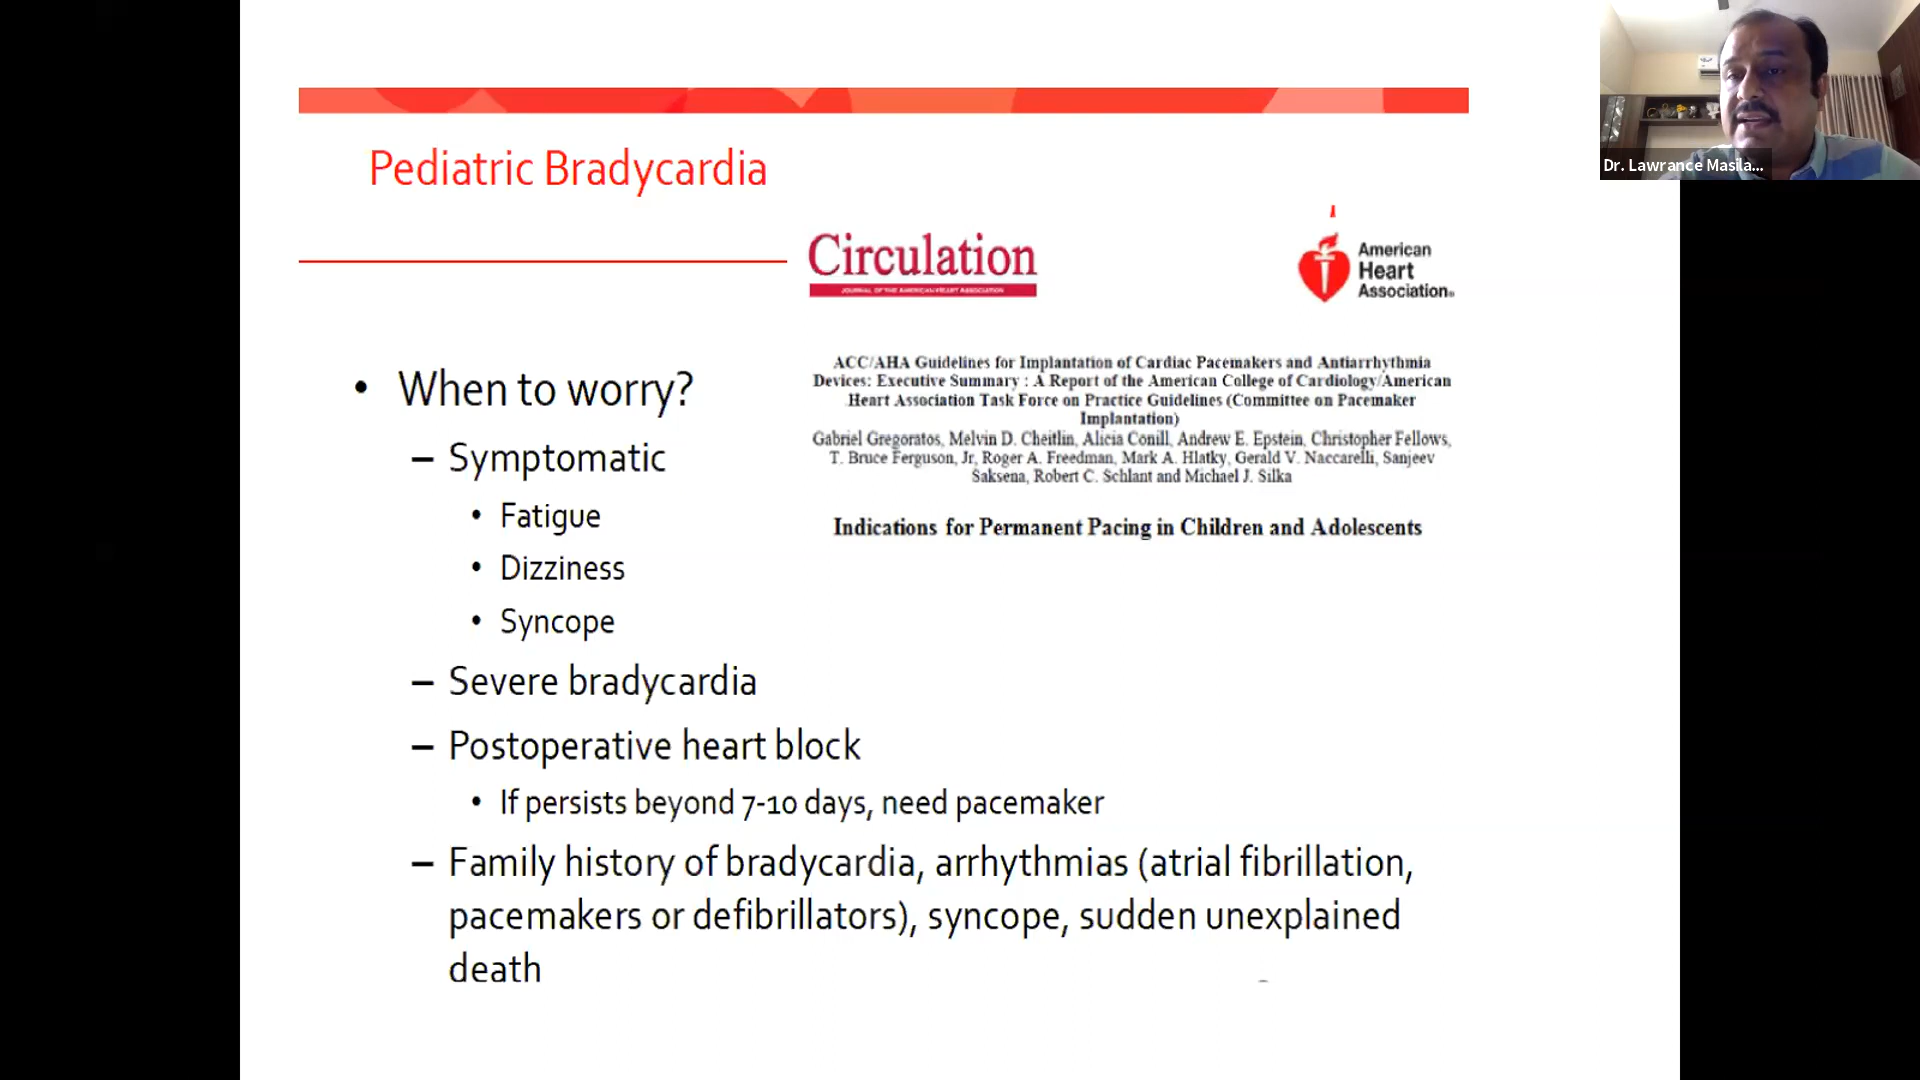 Pediatric Bradycardia
Dr. Lawrance Masila...
Circulation
JOURNAL OF THE AMERICAN HEART ASSOCIATION
American
Heart
Association®
ACC/AHA Guidelines for Implantation of Cardiac Pacemakers and Antiarrhythmia
Devices: Executive Summary : A Report of the American College of Cardiology/American
Heart Association Task Force on Practice Guidelines (Committee on Pacemaker
Implantation)
Gabriel Gregoratos, Melvin D. Cheitlin, Alicia Conill, Andrew E. Epstein, Christopher Fellows,
T. Bruce Ferguson, Jr, Roger A. Freedman, Mark A. Hlatky, Gerald V. Naccarelli, Sanjeev
Saksena, Robert C. Schlant and Michael J. Silka
Indications for Permanent Pacing in Children and Adolescents
• When to worry?
– Symptomatic
• Fatigue
• Dizziness
• Syncope
– Severe bradycardia
– Postoperative heart block
• If persists beyond 7-10 days, need pacemaker
– Family history of bradycardia, arrhythmias (atrial fibrillation,
pacemakers or defibrillators), syncope, sudden unexplained
death